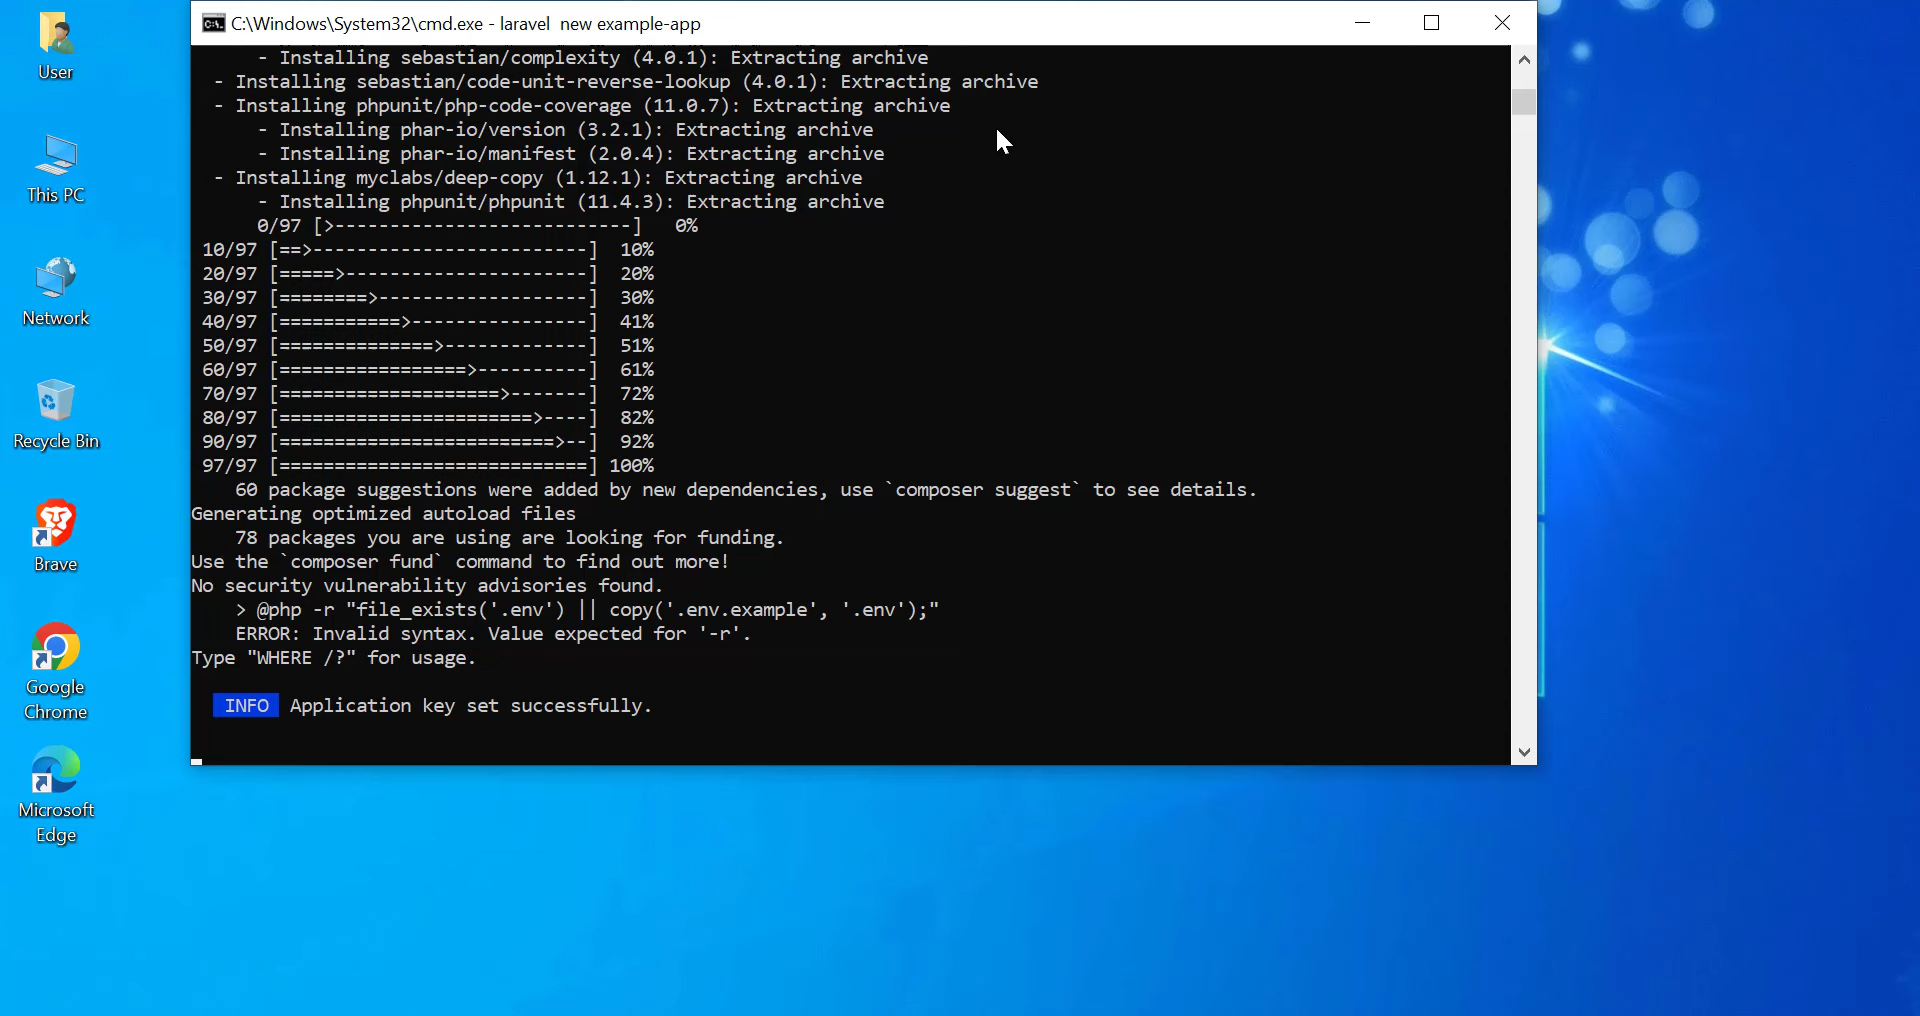 User
This PC
Network
Recycle Bin
Brave
Google
Chrome
Microsoft
Edge
C:\Windows\System32\cmd.exe - laravel  new example-app
- Installing sebastian/complexity (4.0.1): Extracting archive
- Installing sebastian/code-unit-reverse-lookup (4.0.1): Extracting archive
- Installing phpunit/php-code-coverage (11.0.7): Extracting archive
- Installing phar-io/version (3.2.1): Extracting archive
- Installing phar-io/manifest (2.0.4): Extracting archive
- Installing myclabs/deep-copy (1.12.1): Extracting archive
- Installing phpunit/phpunit (11.4.3): Extracting archive
0/97 [>---------------------------]   0%
10/97 [==>-------------------------]  10%
20/97 [=====>----------------------]  20%
30/97 [========>-------------------]  30%
40/97 [===========>----------------]  41%
50/97 [==============>-------------]  51%
60/97 [=================>----------]  61%
70/97 [====================>-------]  72%
80/97 [=======================>----]  82%
90/97 [=========================>--]  92%
97/97 [============================] 100%
60 package suggestions were added by new dependencies, use `composer suggest` to see details.
Generating optimized autoload files
78 packages you are using are looking for funding.
Use the `composer fund` command to find out more!
No security vulnerability advisories found.
> @php -r "file_exists('.env') || copy('.env.example', '.env');"
ERROR: Invalid syntax. Value expected for '-r'.
Type "WHERE /?" for usage.
INFO Application key set successfully.